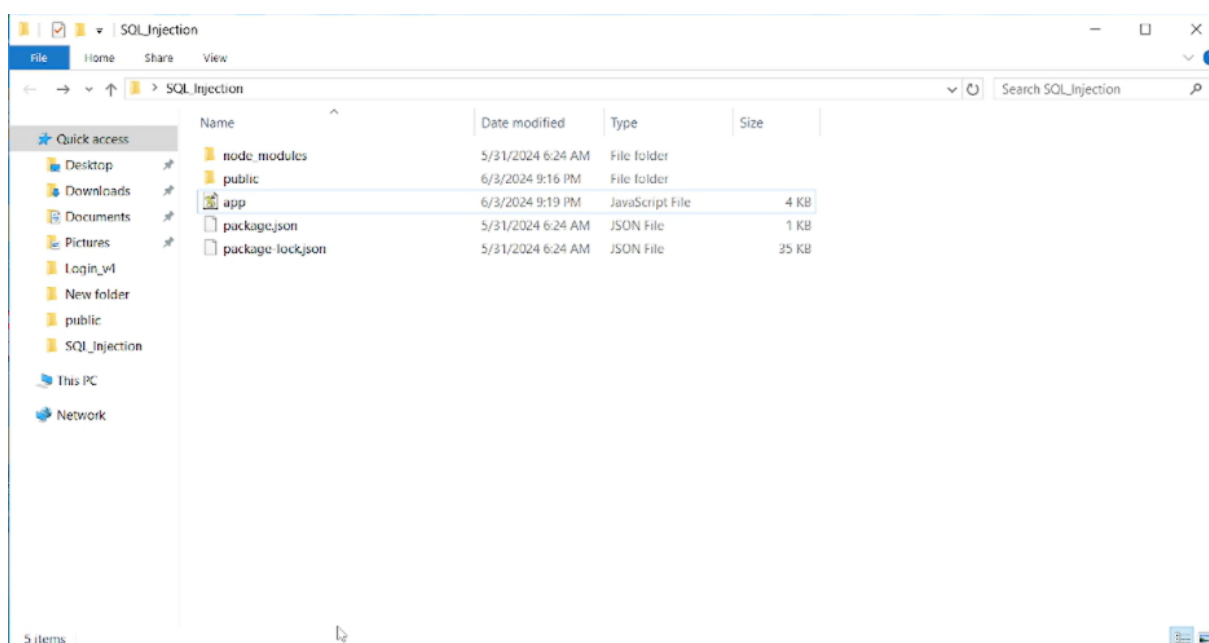 SQL_Injection
File Home Share View
SQL_Injection Search SQL_Injection
Name Date modified Type Size
Quick access
Desktop
Downloads
Documents
Pictures
Login_v4
New folder
public
SQL_Injection
This PC
Network
node_modules 5/31/2024 6:24 AM File folder
public 6/3/2024 9:16 PM File folder
app 6/3/2024 9:19 PM JavaScript File 4 KB
package.json 5/31/2024 6:24 AM JSON File 1 KB
package-lock.json 5/31/2024 6:24 AM JSON File 35 KB
5 items